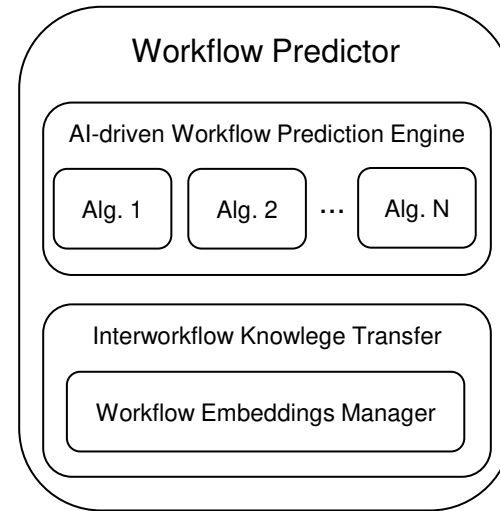 Workflow Predictor
AI-driven Workflow Prediction Engine
Alg. 1
Alg. 2
...
Alg. N
Interworkflow Knowlege Transfer
Workflow Embeddings Manager